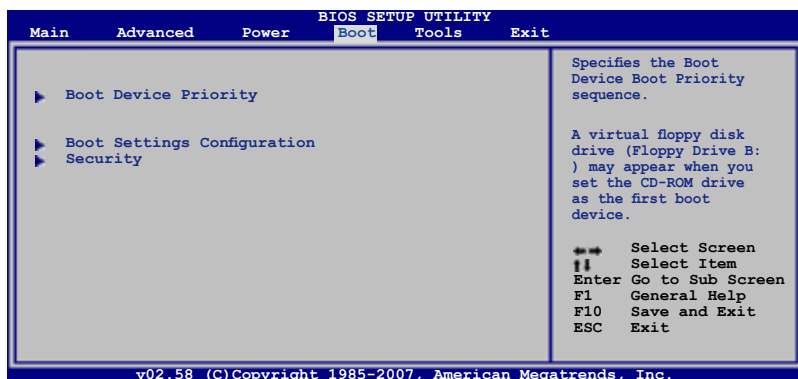 BIOS SETUP UTILITY
Main Advanced Power Boot Tools Exit
Boot Device Priority
Boot Settings Configuration
Security
Specifies the Boot
Device Boot Priority
sequence.
A virtual floppy disk
drive (Floppy Drive B:
) may appear when you
set the CD-ROM drive
as the first boot
device.
Select Screen
Select Item
Enter Go to Sub Screen
F1 General Help
F10 Save and Exit
ESC Exit
v02.58 (C)Copyright 1985-2007, American Megatrends, Inc.